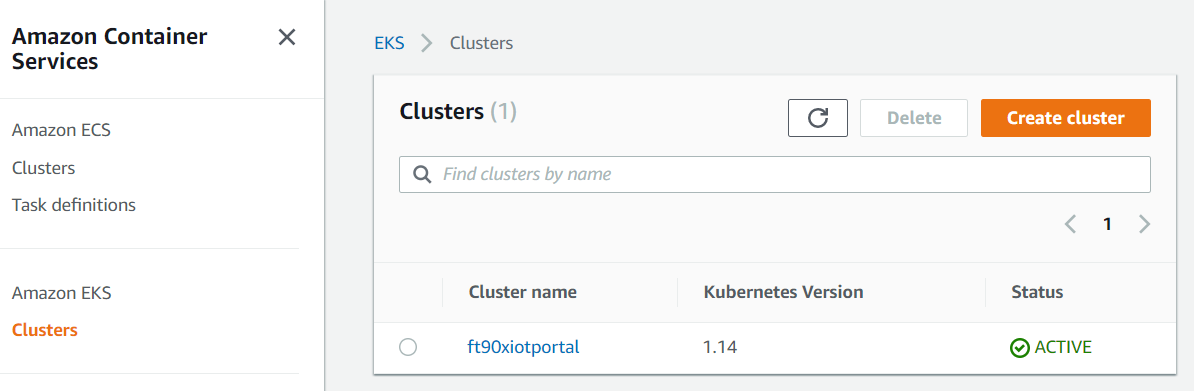 Amazon Container
Services
Amazon ECS
Clusters
Task definitions
Amazon EKS
Clusters
EKS Clusters
Clusters (1)
Delete
Create cluster
Find clusters by name
1
Cluster name Kubernetes Version Status
ft90xiotportal 1.14 ACTIVE